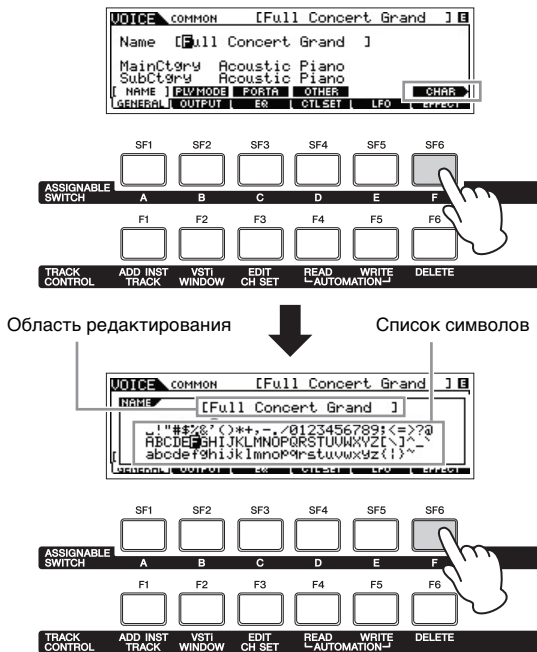 VOICE COMMON [Full Concert Grand ] E
Name [Full Concert Grand ]
MainCtgry Acoustic Piano
SubCtgry Acoustic Piano
[ NAME ] PLY MODE PORTA OTHER CHAR
GENERAL OUTPUT EQ CTL SET LFO EFFECT
SF1 SF2 SF3 SF4 SF5 SF6
ASSIGNABLE SWITCH A B C D E F
F1 F2 F3 F4 F5 F6
TRACK CONTROL ADD INST TRACK VSTi WINDOW EDIT CH SET READ WRITE AUTOMATION DELETE
Область редактирования Список символов
VOICE COMMON [Full Concert Grand ] E
NAME
[Full Concert Grand ]
␣!"#$%&'()*+,-./0123456789:;<=>?@
ABCDEFGHIJKLMNOPQRSTUVWXYZ[\]^_`
abcdefghijklmnopqrstuvwxyz{|}~
GENERAL OUTPUT EQ CTL SET LFO EFFECT
SF1 SF2 SF3 SF4 SF5 SF6
ASSIGNABLE SWITCH A B C D E F
F1 F2 F3 F4 F5 F6
TRACK CONTROL ADD INST TRACK VSTi WINDOW EDIT CH SET READ WRITE AUTOMATION DELETE